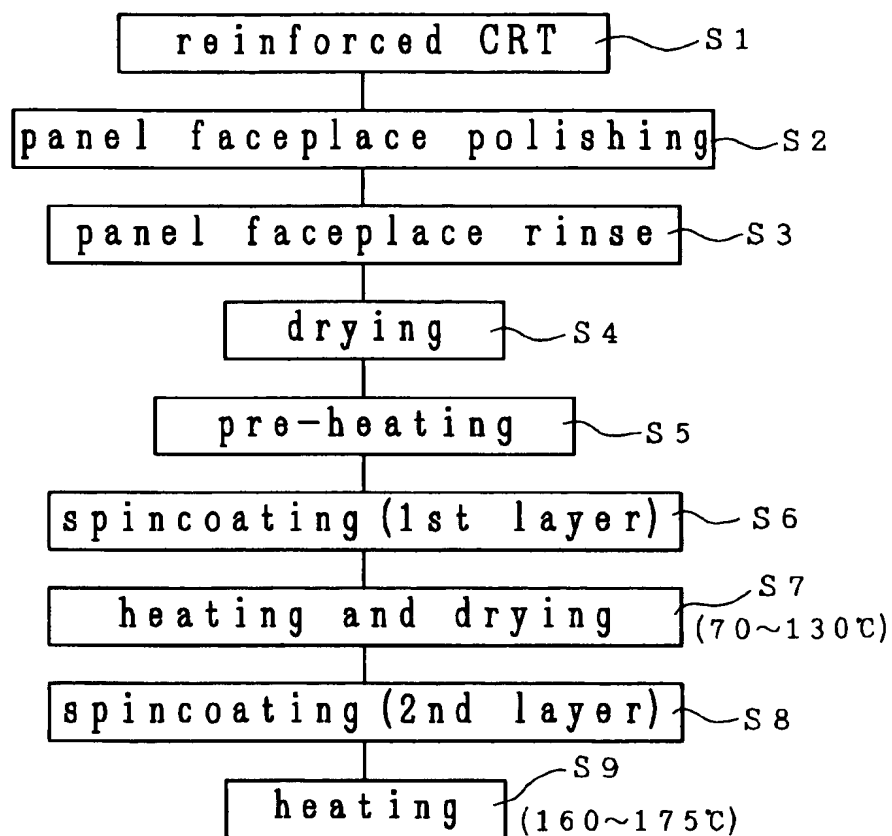 reinforced CRT S1
panel faceplace polishing S2
panel faceplace rinse S3
drying S4
pre-heating S5
spincoating (1st layer) S6
heating and drying S7
(70~130℃)
spincoating (2nd layer) S8
heating S9
(160~175℃)